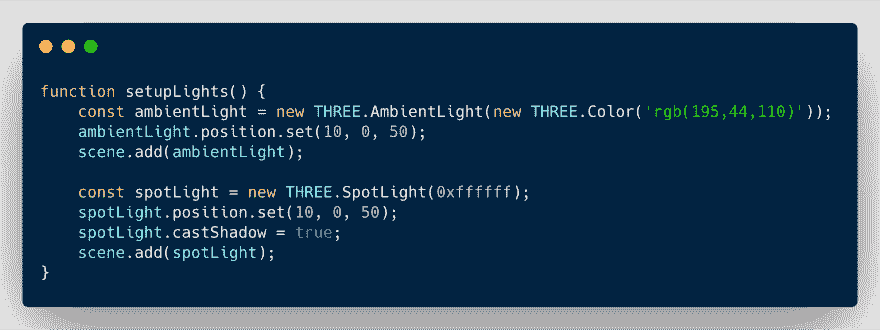 function setupLights() {
    const ambientLight = new THREE.AmbientLight(new THREE.Color('rgb(195,44,110)'));
    ambientLight.position.set(10, 0, 50);
    scene.add(ambientLight);

    const spotLight = new THREE.SpotLight(0xffffff);
    spotLight.position.set(10, 0, 50);
    spotLight.castShadow = true;
    scene.add(spotLight);
}